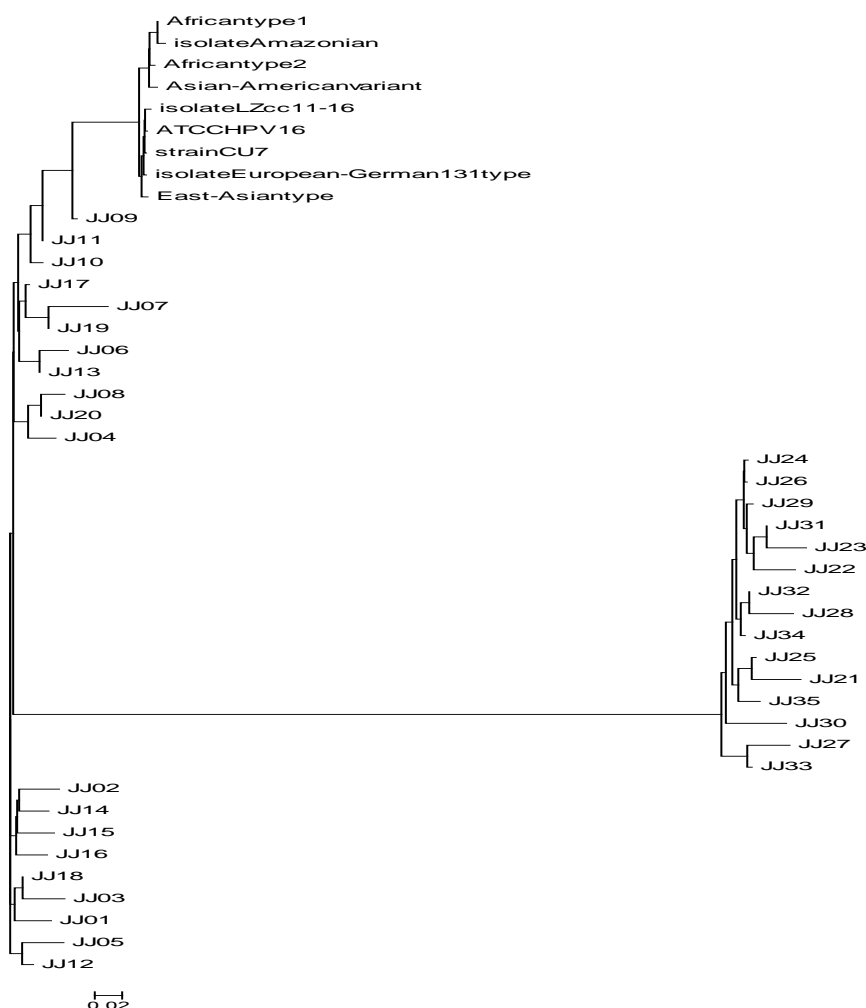 Africantype1
isolateAmazonian
Africantype2
Asian-Americanvariant
isolateLZcc11-16
ATCCHPV16
strainCU7
isolateEuropean-German131type
East-Asiantype
JJ09
JJ11
JJ10
JJ17
JJ07
JJ19
JJ06
JJ13
JJ08
JJ20
JJ04
JJ24
JJ26
JJ29
JJ31
JJ23
JJ22
JJ32
JJ28
JJ34
JJ25
JJ21
JJ35
JJ30
JJ27
JJ33
JJ02
JJ14
JJ15
JJ16
JJ18
JJ03
JJ01
JJ05
JJ12
0.02